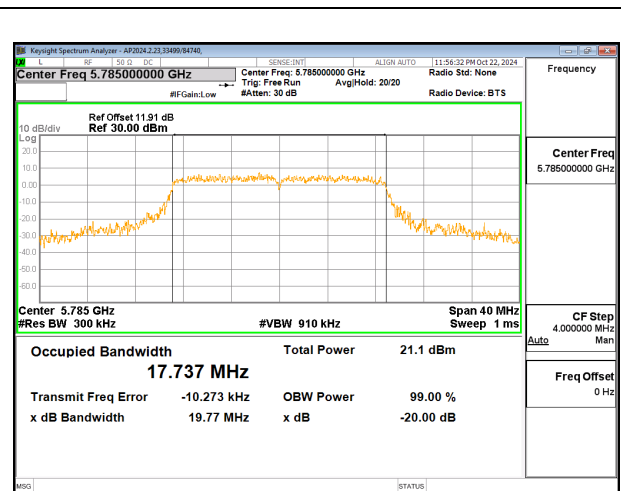 Keysight Spectrum Analyzer - AP2024.2.23,33499/84740,
LXI L RF 50 Ω DC SENSE:INT ALIGN AUTO 11:56:32 PM Oct 22, 2024
Center Freq 5.785000000 GHz
Center Freq: 5.785000000 GHz Radio Std: None
Trig: Free Run Avg|Hold: 20/20
#IFGain:Low #Atten: 30 dB Radio Device: BTS
Frequency
Ref Offset 11.91 dB
10 dB/div Ref 30.00 dBm
Log
20.0
10.0
0.00
-10.0
-20.0
-30.0
-40.0
-50.0
-60.0
Center 5.785 GHz Span 40 MHz
#Res BW 300 kHz #VBW 910 kHz Sweep 1 ms
Occupied Bandwidth Total Power 21.1 dBm
17.737 MHz
Transmit Freq Error -10.273 kHz OBW Power 99.00 %
x dB Bandwidth 19.77 MHz x dB -20.00 dB
Center Freq
5.785000000 GHz
CF Step
4.000000 MHz
Auto Man
Freq Offset
0 Hz
MSG STATUS